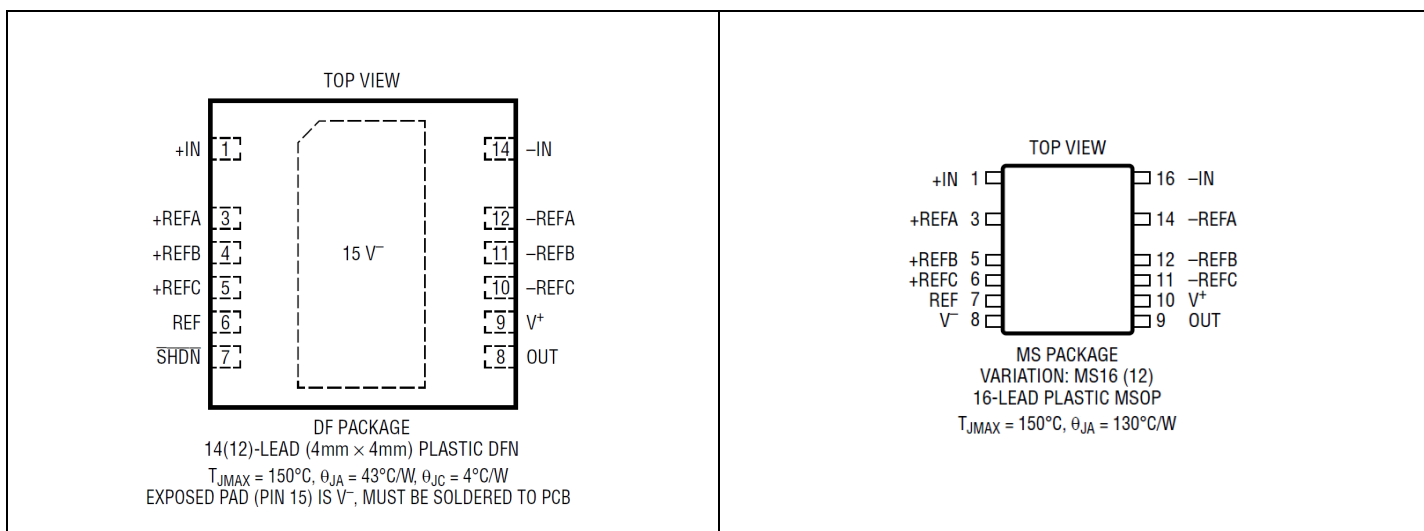 TOP VIEW
+IN 1
14 –IN
+REFA 3
12 –REFA
+REFB 4
15 V–
11 –REFB
+REFC 5
10 –REFC
REF 6
9 V+
SHDN 7
8 OUT
DF PACKAGE
14(12)-LEAD (4mm × 4mm) PLASTIC DFN
TJMAX = 150°C, θJA = 43°C/W, θJC = 4°C/W
EXPOSED PAD (PIN 15) IS V–, MUST BE SOLDERED TO PCB
TOP VIEW
+IN 1
16 –IN
+REFA 3
14 –REFA
+REFB 5
12 –REFB
+REFC 6
11 –REFC
REF 7
10 V+
V– 8
9 OUT
MS PACKAGE
VARIATION: MS16 (12)
16-LEAD PLASTIC MSOP
TJMAX = 150°C, θJA = 130°C/W